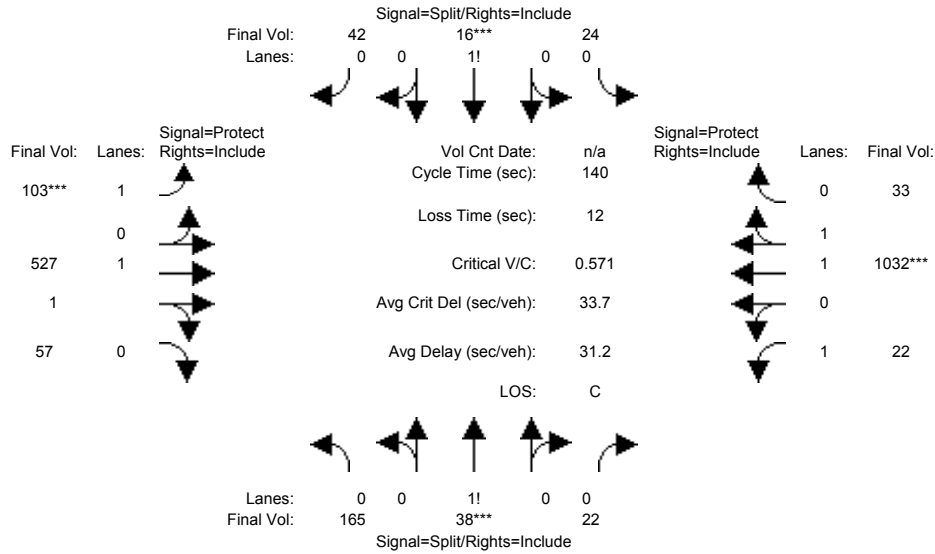 Signal=Split/Rights=Include
Final Vol: 42 16*** 24
Lanes: 0 0 1! 0 0
Signal=Protect Signal=Protect
Final Vol: Lanes: Rights=Include Vol Cnt Date: n/a Rights=Include Lanes: Final Vol:
Cycle Time (sec): 140
103*** 1 0 33
Loss Time (sec): 12
0 1
527 1 Critical V/C: 0.571 1 1032***
1 Avg Crit Del (sec/veh): 33.7 0
57 0 Avg Delay (sec/veh): 31.2 1 22
LOS: C
Lanes: 0 0 1! 0 0
Final Vol: 165 38*** 22
Signal=Split/Rights=Include